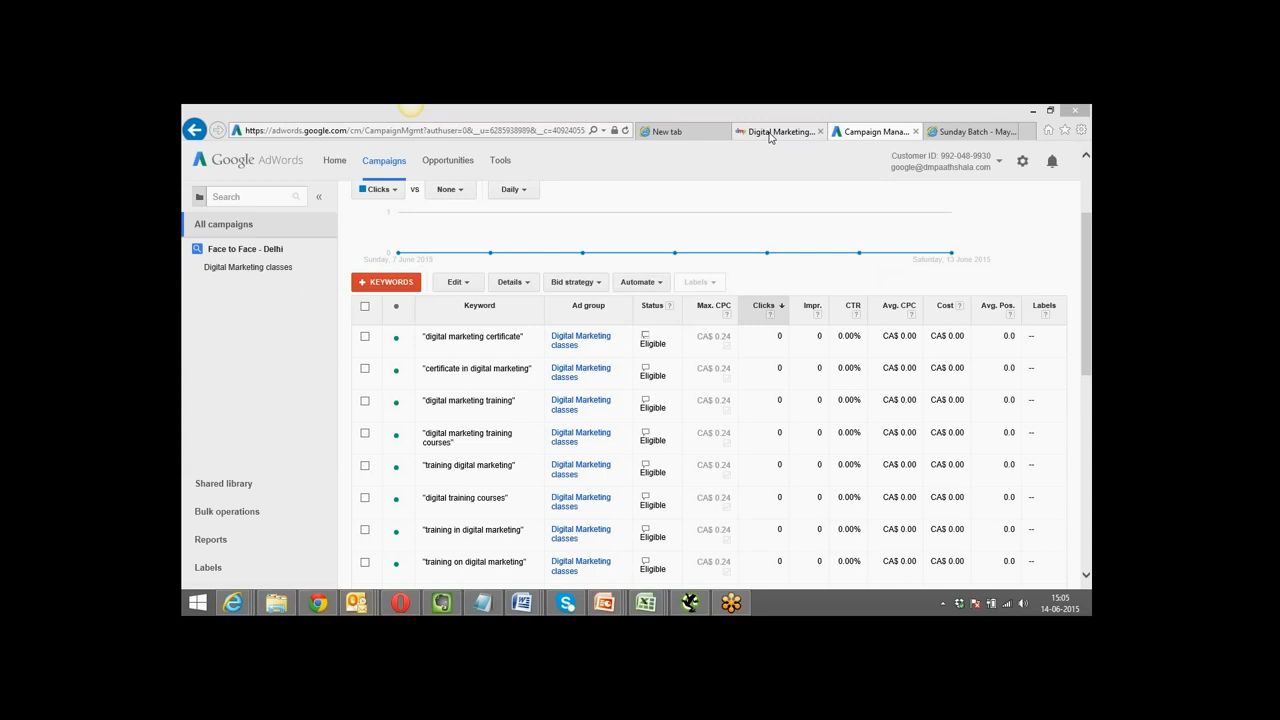 https://adwords.google.com/cm/CampaignMgmt?authuser=0&__u=6285938989&__c=40924055
New tab
Digital Marketing...
Campaign Mana...
Sunday Batch - May...
Google AdWords
Home
Campaigns
Opportunities
Tools
Customer ID: 992-048-9930
google@dmpaathshala.com
Search
«
All campaigns
Face to Face - Delhi
Digital Marketing classes
Shared library
Bulk operations
Reports
Labels
Clicks vs None Daily
1
0
Sunday, 7 June 2015 Saturday, 13 June 2015
+ KEYWORDS Edit Details Bid strategy Automate Labels
Keyword Ad group Status ? Max. CPC ? Clicks ? Impr. ? CTR ? Avg. CPC ? Cost ? Avg. Pos. ? Labels ?
"digital marketing certificate" Digital Marketing classes Eligible CA$ 0.24 0 0 0.00% CA$ 0.00 CA$ 0.00 0.0 --
"certificate in digital marketing" Digital Marketing classes Eligible CA$ 0.24 0 0 0.00% CA$ 0.00 CA$ 0.00 0.0 --
"digital marketing training" Digital Marketing classes Eligible CA$ 0.24 0 0 0.00% CA$ 0.00 CA$ 0.00 0.0 --
"digital marketing training courses" Digital Marketing classes Eligible CA$ 0.24 0 0 0.00% CA$ 0.00 CA$ 0.00 0.0 --
"training digital marketing" Digital Marketing classes Eligible CA$ 0.24 0 0 0.00% CA$ 0.00 CA$ 0.00 0.0 --
"digital training courses" Digital Marketing classes Eligible CA$ 0.24 0 0 0.00% CA$ 0.00 CA$ 0.00 0.0 --
"training in digital marketing" Digital Marketing classes Eligible CA$ 0.24 0 0 0.00% CA$ 0.00 CA$ 0.00 0.0 --
"training on digital marketing" Digital Marketing classes Eligible CA$ 0.24 0 0 0.00% CA$ 0.00 CA$ 0.00 0.0 --
15:05
14-06-2015